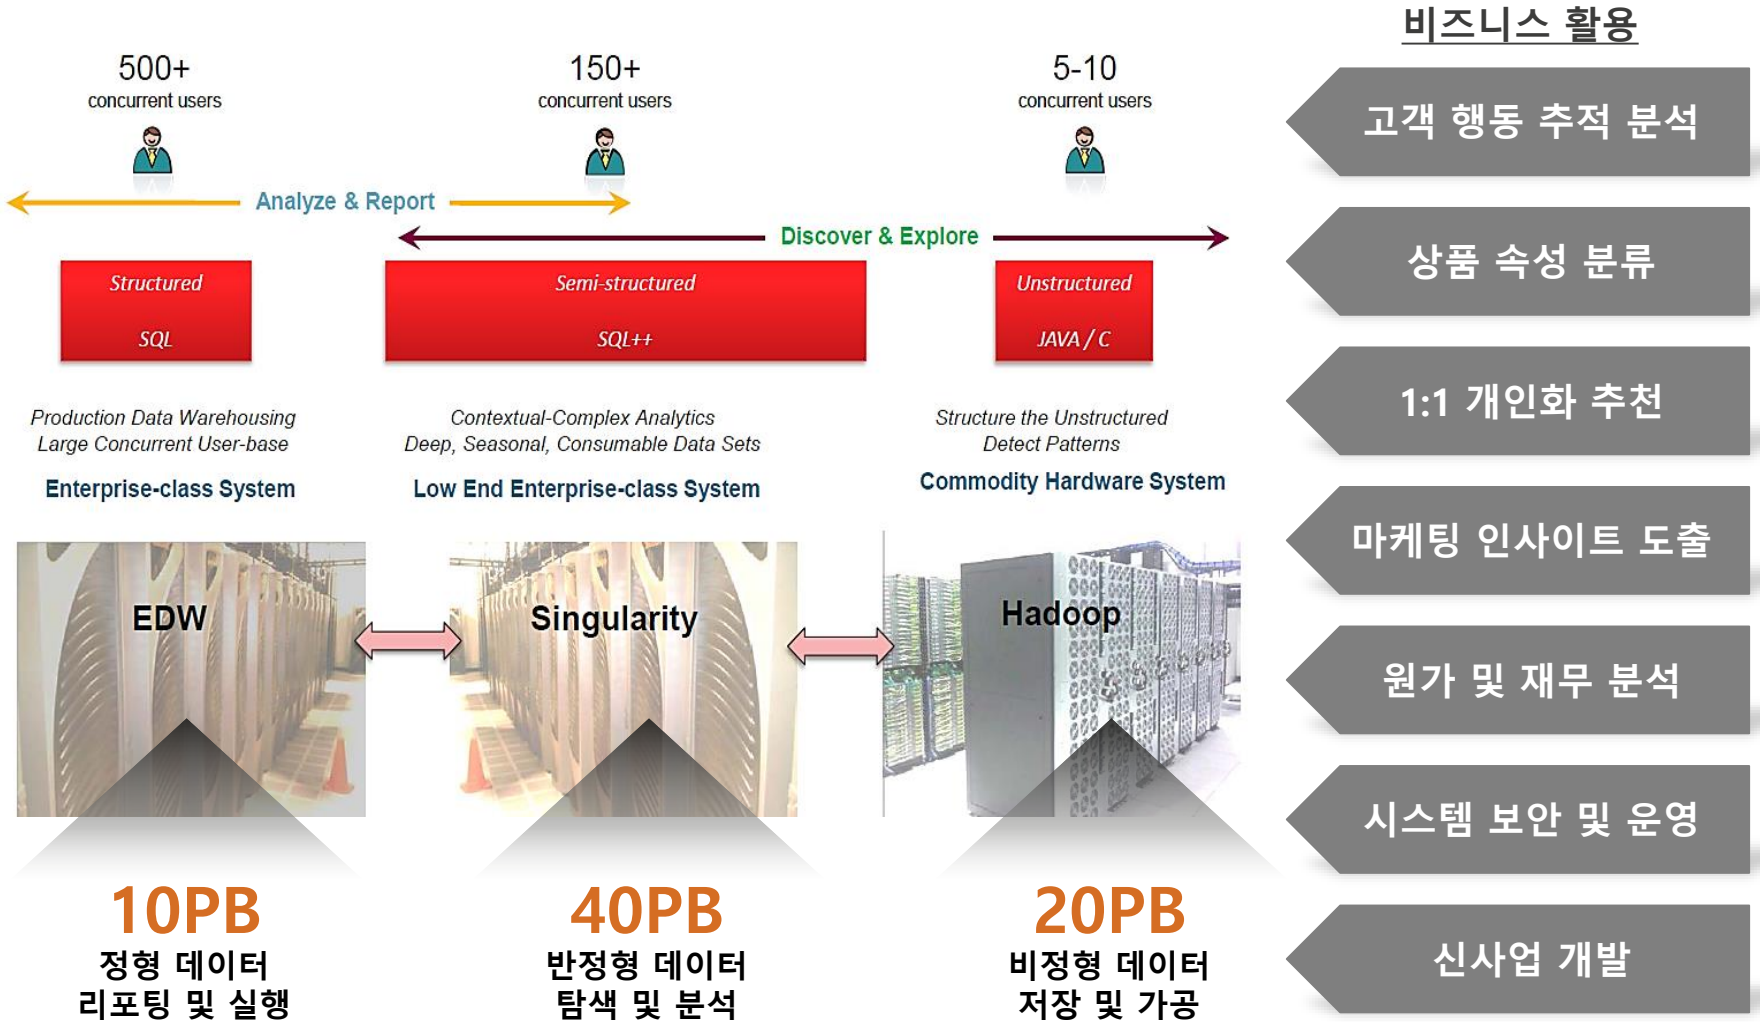 비즈니스 활용
500+
concurrent users
150+
concurrent users
5-10
concurrent users
Analyze & Report
Discover & Explore
Structured
SQL
Semi-structured
SQL++
Unstructured
JAVA / C
Production Data Warehousing
Large Concurrent User-base
Enterprise-class System
Contextual-Complex Analytics
Deep, Seasonal, Consumable Data Sets
Low End Enterprise-class System
Structure the Unstructured
Detect Patterns
Commodity Hardware System
EDW
Singularity
Hadoop
10PB
정형 데이터
리포팅 및 실행
40PB
반정형 데이터
탐색 및 분석
20PB
비정형 데이터
저장 및 가공
고객 행동 추적 분석
상품 속성 분류
1:1 개인화 추천
마케팅 인사이트 도출
원가 및 재무 분석
시스템 보안 및 운영
신사업 개발